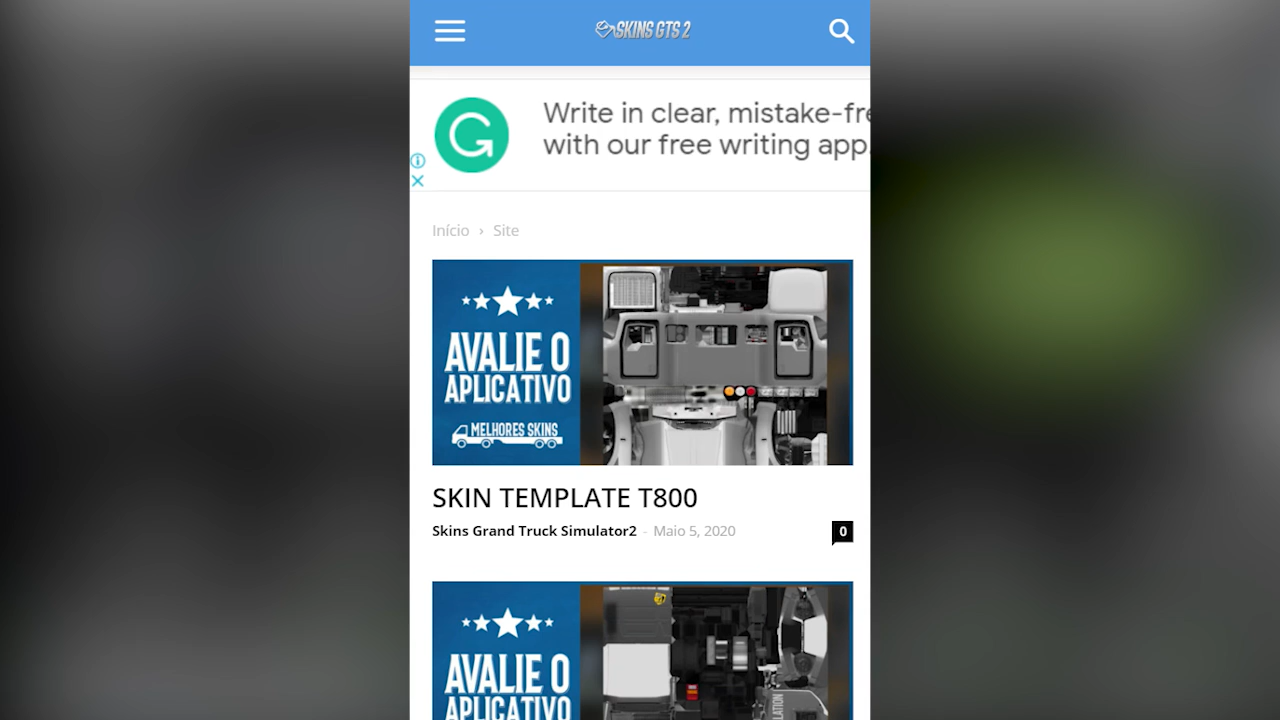 SKINS GTS 2
Write in clear, mistake-fre
with our free writing app.
Início › Site
AVALIE O
APLICATIVO
MELHORES SKINS
SKIN TEMPLATE T800
Skins Grand Truck Simulator2 - Maio 5, 2020
0
AVALIE O
APLICATIVO
LATION